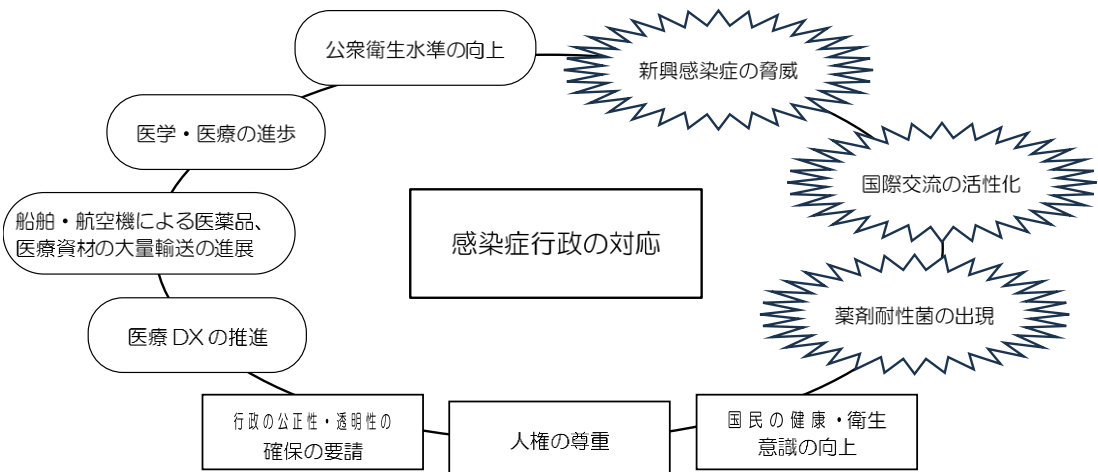 公衆衛生水準の向上
新興感染症の脅威
医学・医療の進歩
国際交流の活性化
船舶・航空機による医薬品、
医療資材の大量輸送の進展
感染症行政の対応
医療 DX の推進
薬剤耐性菌の出現
行政の公正性・透明性の
確保の要請
人権の尊重
国民の健康・衛生
意識の向上